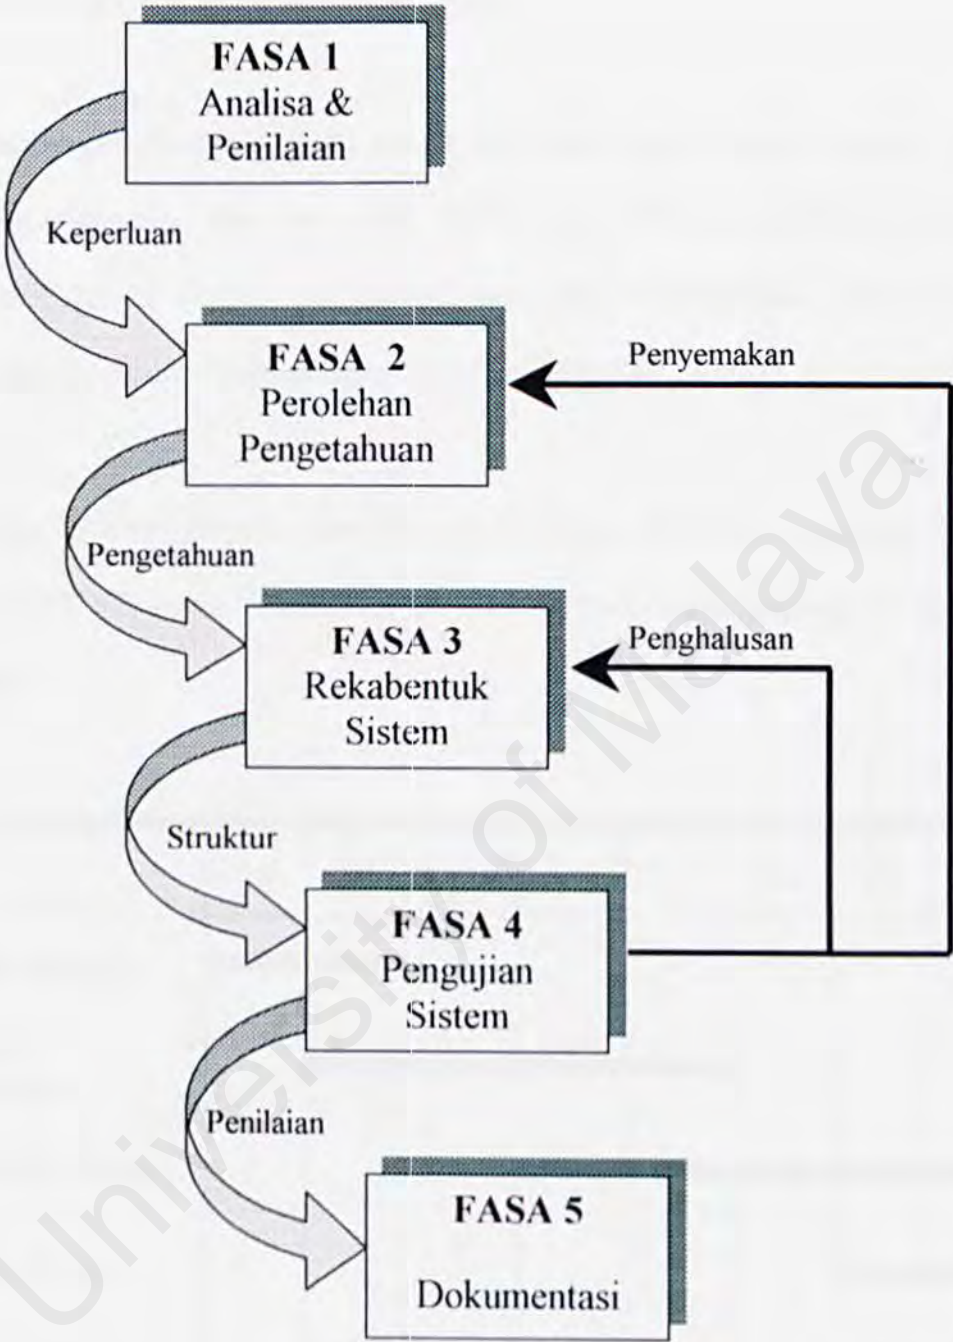 FASA 1
Analisa &
Penilaian
Keperluan
FASA 2
Perolehan
Pengetahuan
Penyemakan
Pengetahuan
FASA 3
Rekabentuk
Sistem
Penghalusan
Struktur
FASA 4
Pengujian
Sistem
Penilaian
FASA 5
Dokumentasi
University of Malaya